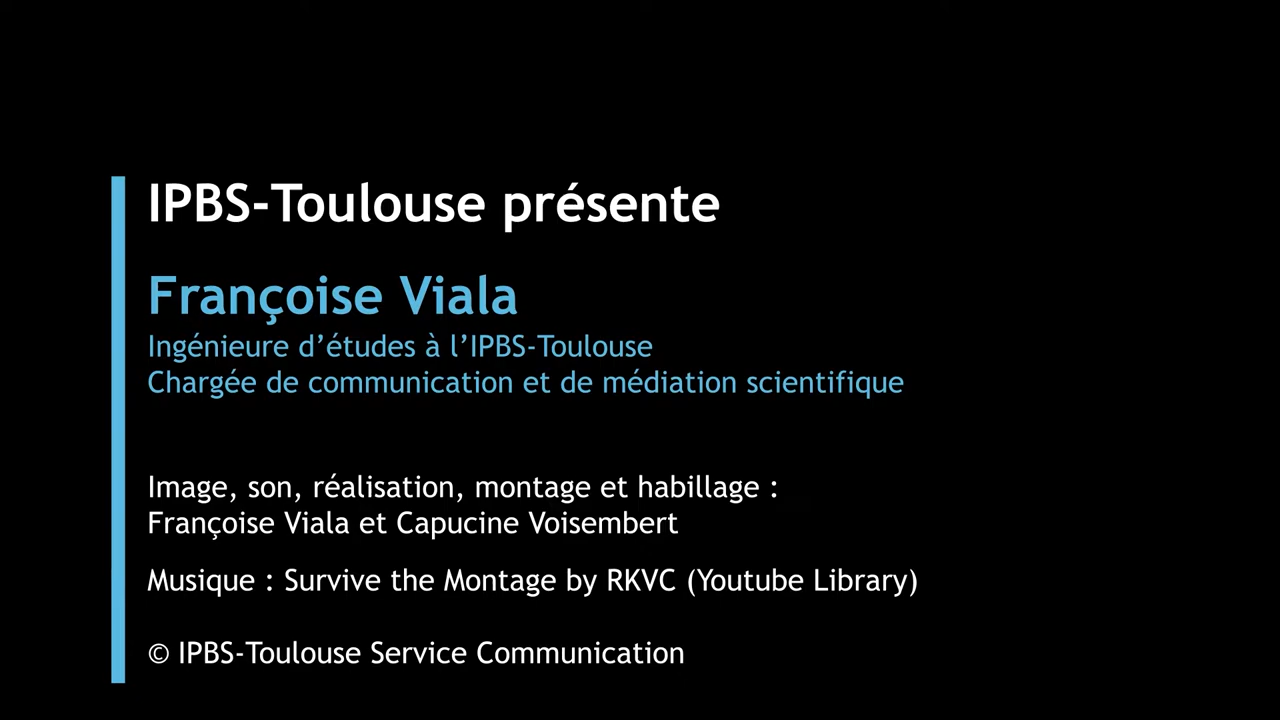 IPBS-Toulouse présente
Françoise Viala
Ingénieure d’études à l’IPBS-Toulouse
Chargée de communication et de médiation scientifique
Image, son, réalisation, montage et habillage :
Françoise Viala et Capucine Voisembert
Musique : Survive the Montage by RKVC (Youtube Library)
© IPBS-Toulouse Service Communication